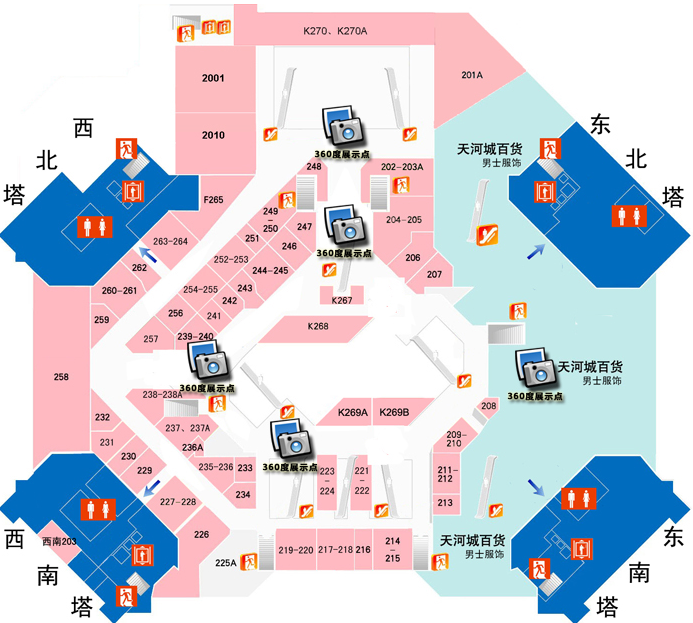 K270、K270A
2001
201A
2010
西
北
塔
东
北
塔
360度展示点
天河城百货
男士服饰
248
202-203A
F265
249
-
250
247
204-205
263-264
251
246
360度展示点
262
252-253
244-245
206
207
260-261
254-255
243
242
K267
259
256
241
257
239-240
K268
258
360度展示点
天河城百货
男士服饰
360度展示点
238-238A
232
237、237A
K269A
K269B
208
231
236A
209-
210
230
229
235-236
233
360度展示点
223
-
224
221
-
222
211-
212
227-228
234
213
西
南
塔
西南203
226
225A
219-220
217-218
216
214
-
215
天河城百货
男士服饰
东
南
塔